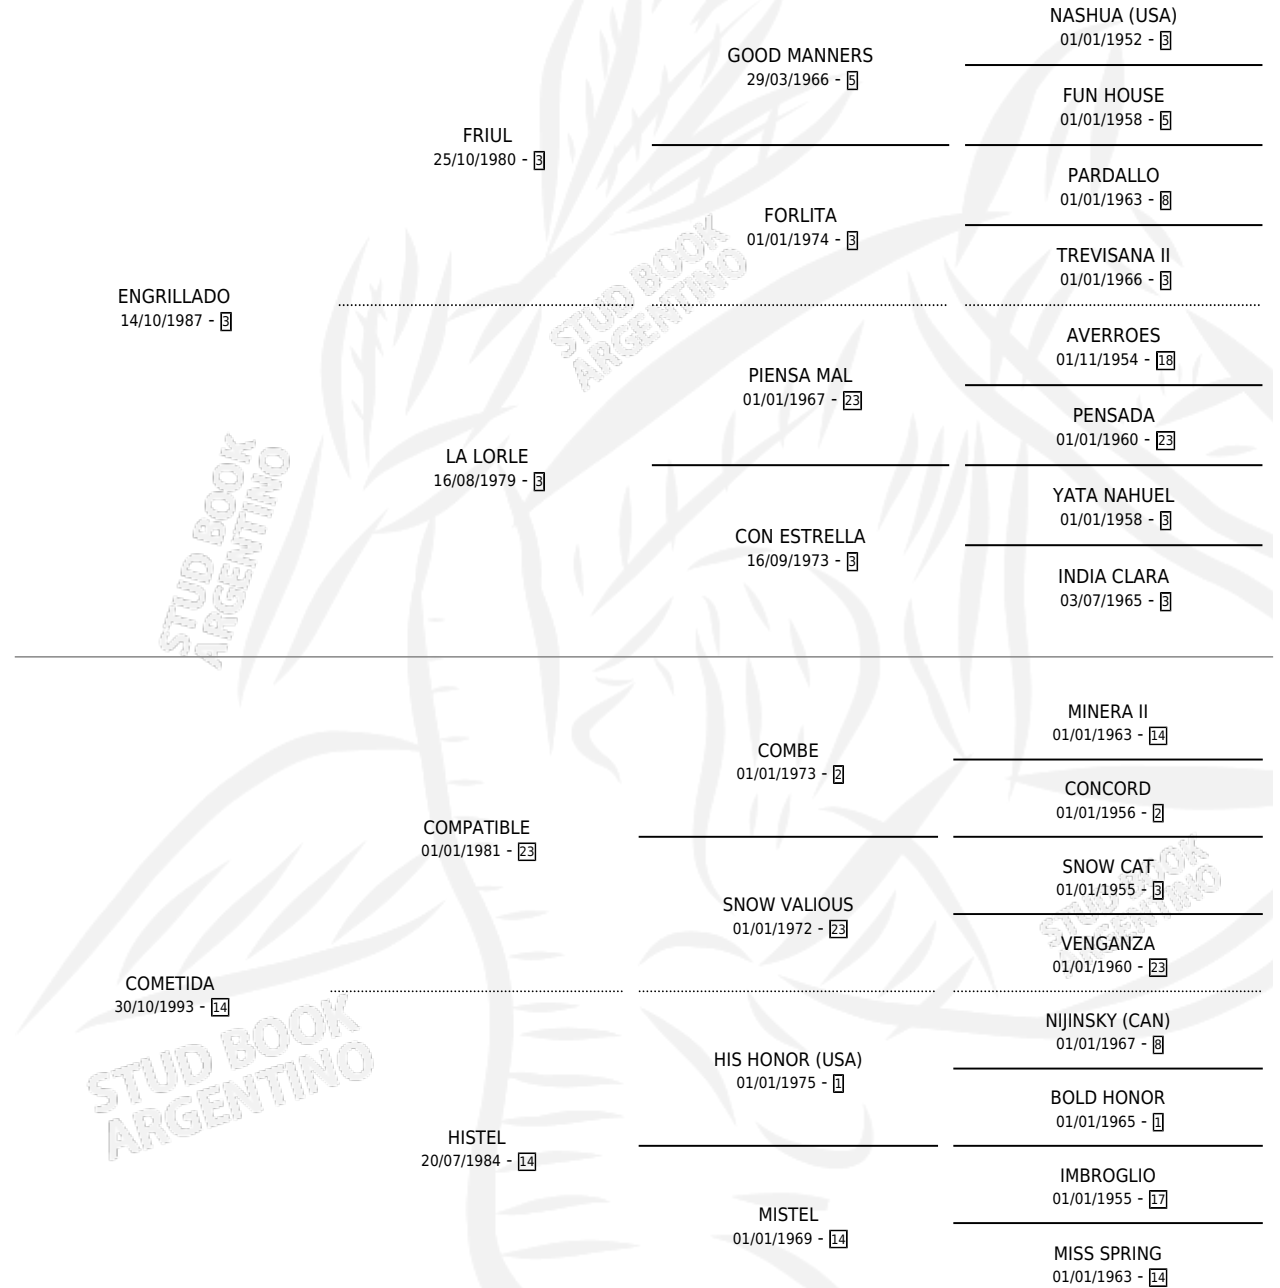 NASHUA (USA)
01/01/1952 - 3
GOOD MANNERS
29/03/1966 - 5
FUN HOUSE
01/01/1958 - 5
FRIUL
25/10/1980 - 3
PARDALLO
01/01/1963 - 8
FORLITA
01/01/1974 - 3
TREVISANA II
01/01/1966 - 3
ENGRILLADO
14/10/1987 - 3
AVERROES
01/11/1954 - 18
PIENSA MAL
01/01/1967 - 23
PENSADA
01/01/1960 - 23
LA LORLE
16/08/1979 - 3
YATA NAHUEL
01/01/1958 - 3
CON ESTRELLA
16/09/1973 - 3
INDIA CLARA
03/07/1965 - 3
MINERA II
01/01/1963 - 14
COMBE
01/01/1973 - 2
CONCORD
01/01/1956 - 2
COMPATIBLE
01/01/1981 - 23
SNOW CAT
01/01/1955 - 3
SNOW VALIOUS
01/01/1972 - 23
VENGANZA
01/01/1960 - 23
COMETIDA
30/10/1993 - 14
NIJINSKY (CAN)
01/01/1967 - 8
HIS HONOR (USA)
01/01/1975 - 1
BOLD HONOR
01/01/1965 - 1
HISTEL
20/07/1984 - 14
IMBROGLIO
01/01/1955 - 17
MISTEL
01/01/1969 - 14
MISS SPRING
01/01/1963 - 14
STUD BOOK
ARGENTINO
STUD BOOK
ARGENTINO
STUD BOOK
ARGENTINO
STUD BOOK
ARGENTINO